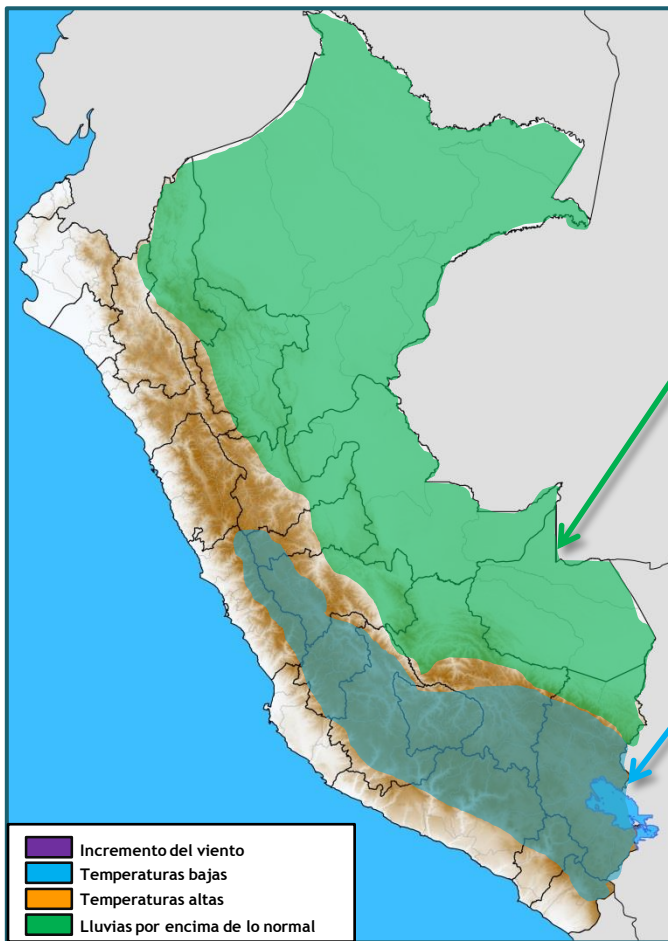 Incremento del viento
Temperaturas bajas
Temperaturas altas
Lluvias por encima de lo normal